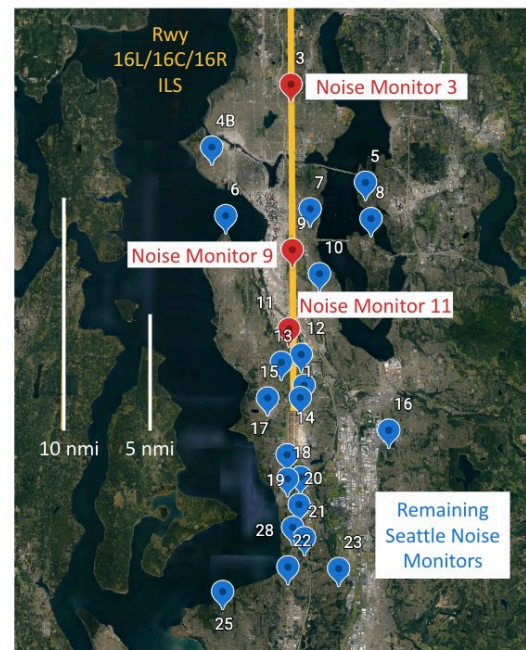 Rwy
16L/16C/16R
ILS
3
Noise Monitor 3
4B
5
8
6
7
9
Noise Monitor 9
10
11
Noise Monitor 11
12
13
15
1
14
17
16
10 nmi
5 nmi
18
19
20
21
28
22
23
25
Remaining
Seattle Noise
Monitors